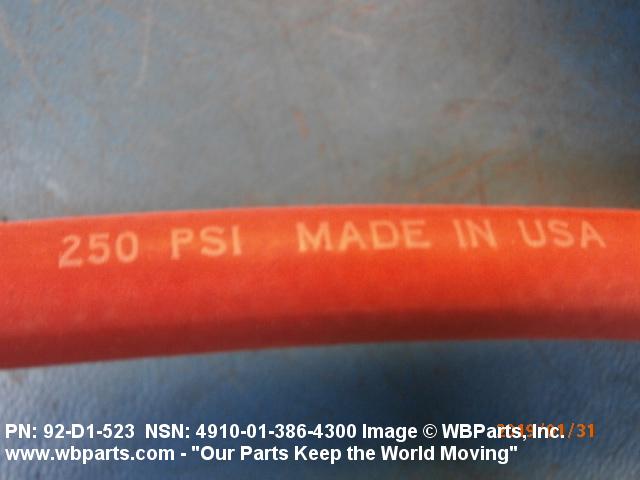 250 PSI MADE IN USA
PN: 92-D1-523 NSN: 4910-01-386-4300 Image © WBParts, Inc.
www.wbparts.com - "Our Parts Keep the World Moving"